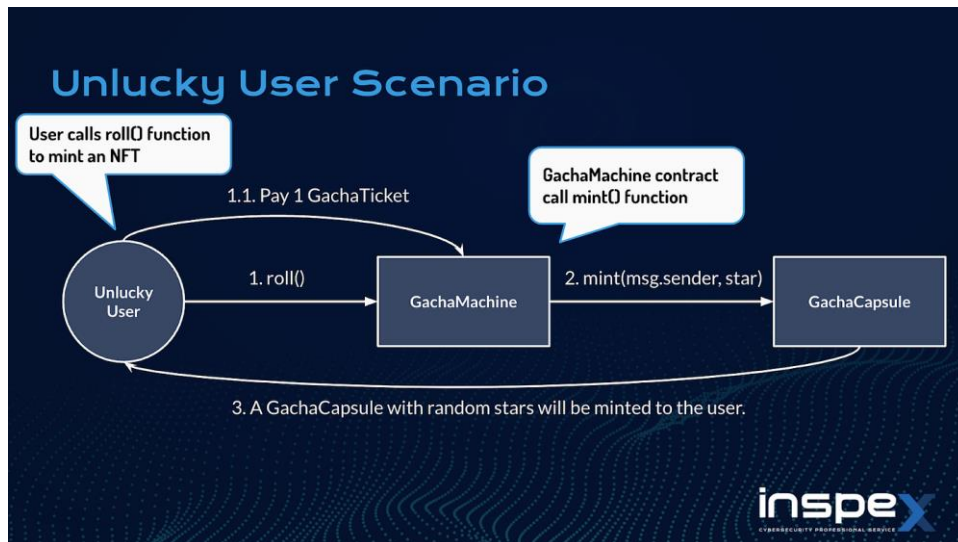 Unlucky User Scenario
User calls roll() function
to mint an NFT
GachaMachine contract
call mint() function
1.1. Pay 1 GachaTicket
Unlucky
User
1. roll()
GachaMachine
2. mint(msg.sender, star)
GachaCapsule
3. A GachaCapsule with random stars will be minted to the user.
inspex
CYBERSECURITY PROFESSIONAL SERVICE